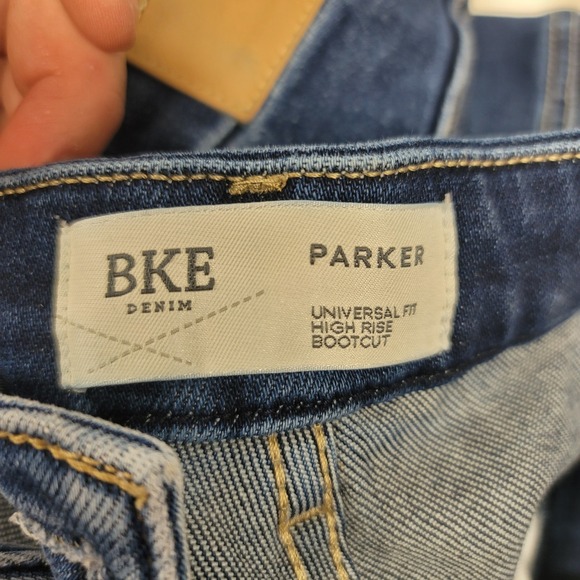 BKE
DENIM
PARKER
UNIVERSAL FIT
HIGH RISE
BOOTCUT